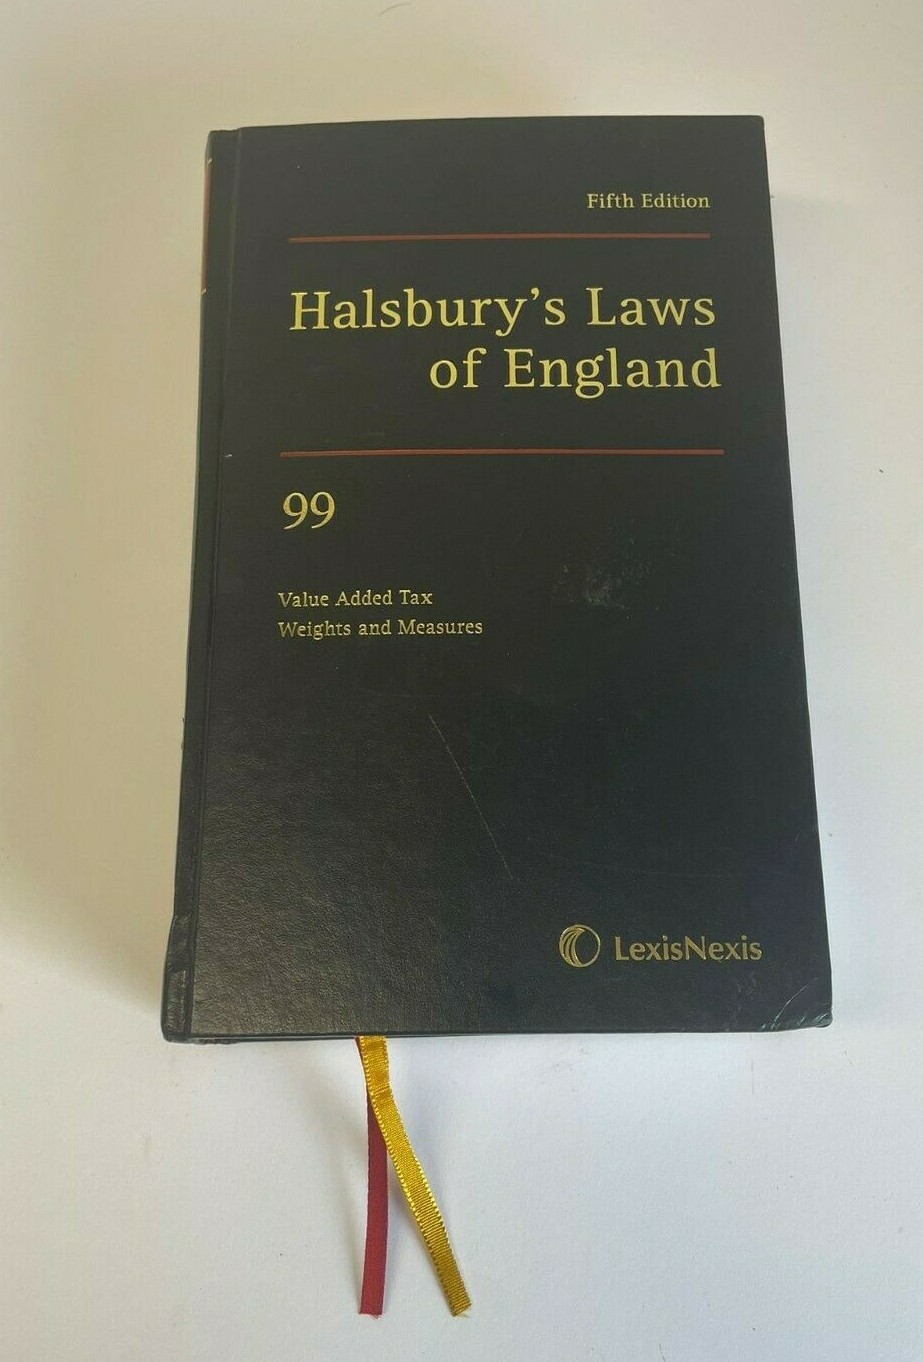 Fifth Edition
Halsbury's Laws
of England
99
Value Added Tax
Weights and Measures
LexisNexis